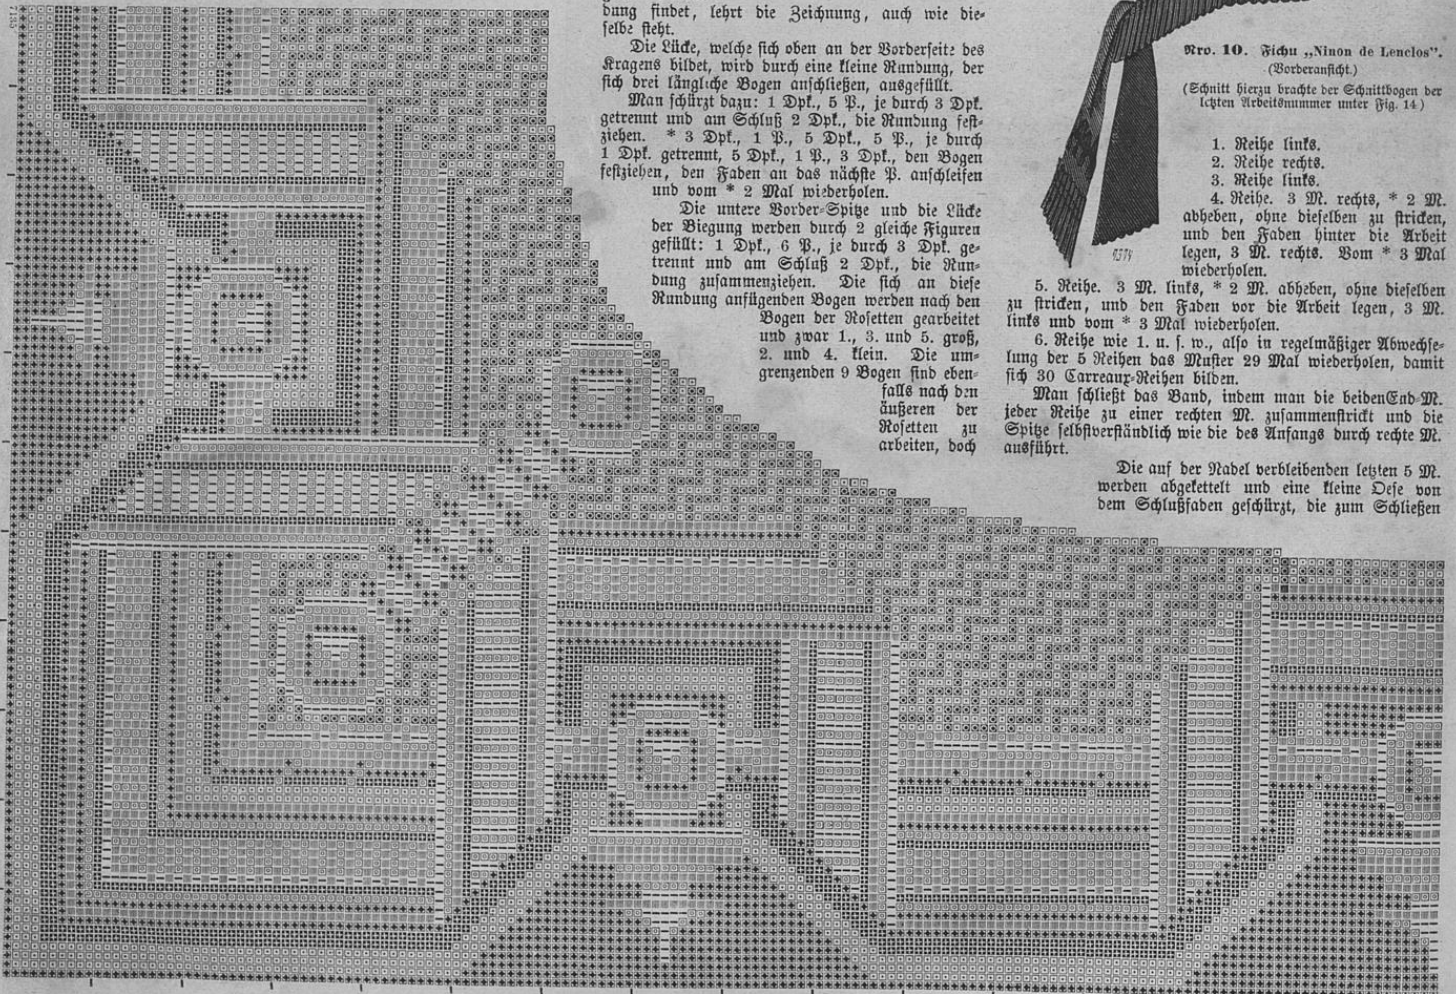 dung findet, lehrt die Zeichnung, auch wie die-
selbe steht.
Die Lücke, welche sich oben an der Vorderseite des
Kragens bildet, wird durch eine kleine Rundung, der
sich drei längliche Bogen anschließen, ausgefüllt.
Man schürzt dazu: 1 Dpk., 5 P., je durch 3 Dpk.
getrennt und am Schluß 2 Dpk., die Rundung fest-
ziehen. * 3 Dpk., 1 P., 5 Dpk., 5 P., je durch
1 Dpk. getrennt, 5 Dpk., 1 P., 3 Dpk., den Bogen
festziehen, den Faden an das nächste P. anschleifen
und vom * 2 Mal wiederholen.
Die untere Vorder-Spitze und die Lücke
der Biegung werden durch 2 gleiche Figuren
gefüllt: 1 Dpk., 6 P., je durch 3 Dpk. ge-
trennt und am Schluß 2 Dpk., die Run-
dung zusammenziehen. Die sich an diese
Rundung anfügenden Bogen werden nach den
Bogen der Rosetten gearbeitet
und zwar 1., 3. und 5. groß,
2. und 4. klein. Die um-
grenzenden 9 Bogen sind eben-
falls nach den
äußeren der
Rosetten zu
arbeiten, doch
Nro. 10. Fichu „Ninon de Lenclos".
(Vorderansicht.)
(Schnitt hierzu brachte der Schnittbogen der
letzten Arbeitsnummer unter Fig. 14)
1. Reihe links.
2. Reihe rechts.
3. Reihe links.
4. Reihe. 3 M. rechts, * 2 M.
abheben, ohne dieselben zu stricken,
und den Faden hinter die Arbeit
legen, 3 M. rechts. Vom * 3 Mal
wiederholen.
5. Reihe. 3 M. links, * 2 M. abheben, ohne dieselben
zu stricken, und den Faden vor die Arbeit legen, 3 M.
links und vom * 3 Mal wiederholen.
6. Reihe wie 1. u. s. w., also in regelmäßiger Abwechse-
lung der 5 Reihen das Muster 29 Mal wiederholen, damit
sich 30 Carreaux-Reihen bilden.
Man schließt das Band, indem man die beiden End-M.
jeder Reihe zu einer rechten M. zusammenstrickt und die
Spitze selbstverständlich wie die des Anfangs durch rechte M.
ausführt.
Die auf der Nadel verbleibenden letzten 5 M.
werden abgekettelt und eine kleine Oese von
dem Schlußfaden geschürzt, die zum Schließen